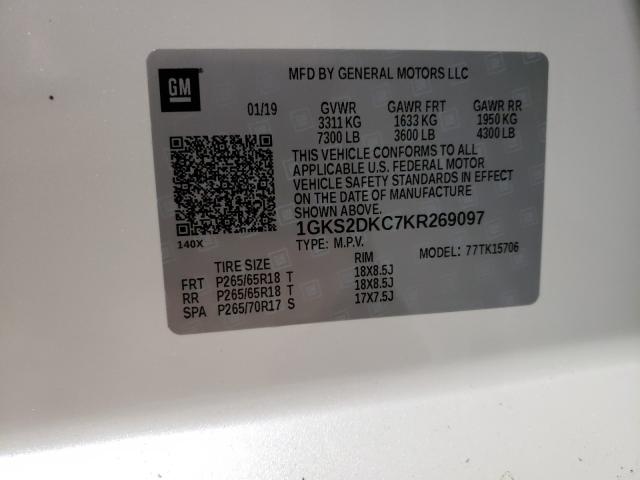 GM
MFD BY GENERAL MOTORS LLC
01/19 GVWR GAWR FRT GAWR RR
3311 KG 1633 KG 1950 KG
7300 LB 3600 LB 4300 LB
THIS VEHICLE CONFORMS TO ALL
APPLICABLE U.S. FEDERAL MOTOR
VEHICLE SAFETY STANDARDS IN EFFECT
ON THE DATE OF MANUFACTURE
SHOWN ABOVE.
140X
1GKS2DKC7KR269097
TYPE: M.P.V. MODEL: 77TK15706
TIRE SIZE RIM
FRT P265/65R18 T 18X8.5J
RR P265/65R18 T 18X8.5J
SPA P265/70R17 S 17X7.5J